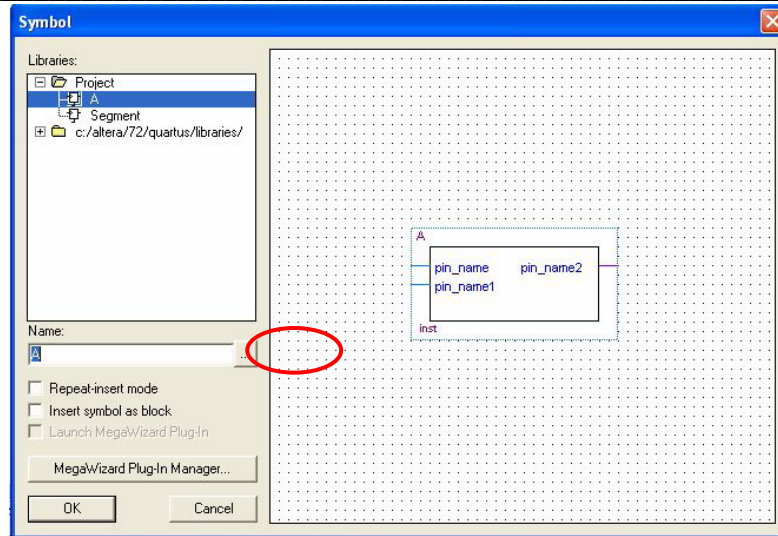 Symbol
Libraries:
Project
A
Segment
c:/altera/72/quartus/libraries/
Name:
A
...
Repeat-insert mode
Insert symbol as block
Launch MegaWizard Plug-In
MegaWizard Plug-In Manager...
OK
Cancel
A
pin_name pin_name2
pin_name1
inst